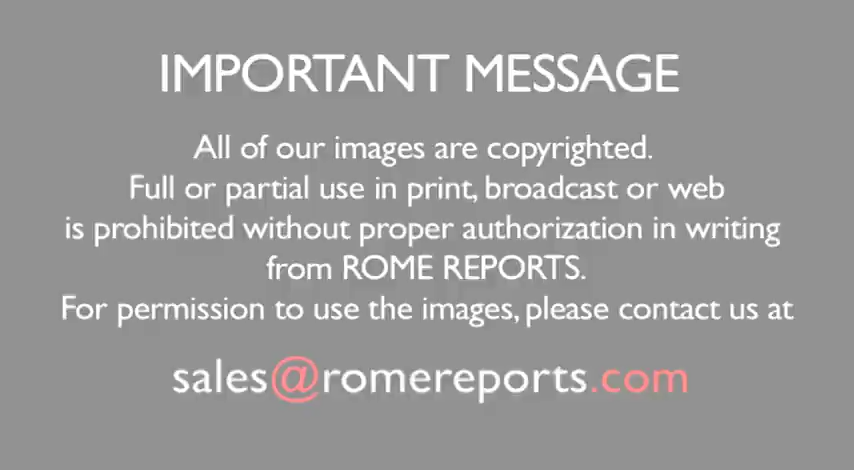 IMPORTANT MESSAGE
All of our images are copyrighted.
Full or partial use in print, broadcast or web
is prohibited without proper authorization in writing
from ROME REPORTS.
For permission to use the images, please contact us at
sales@romereports.com